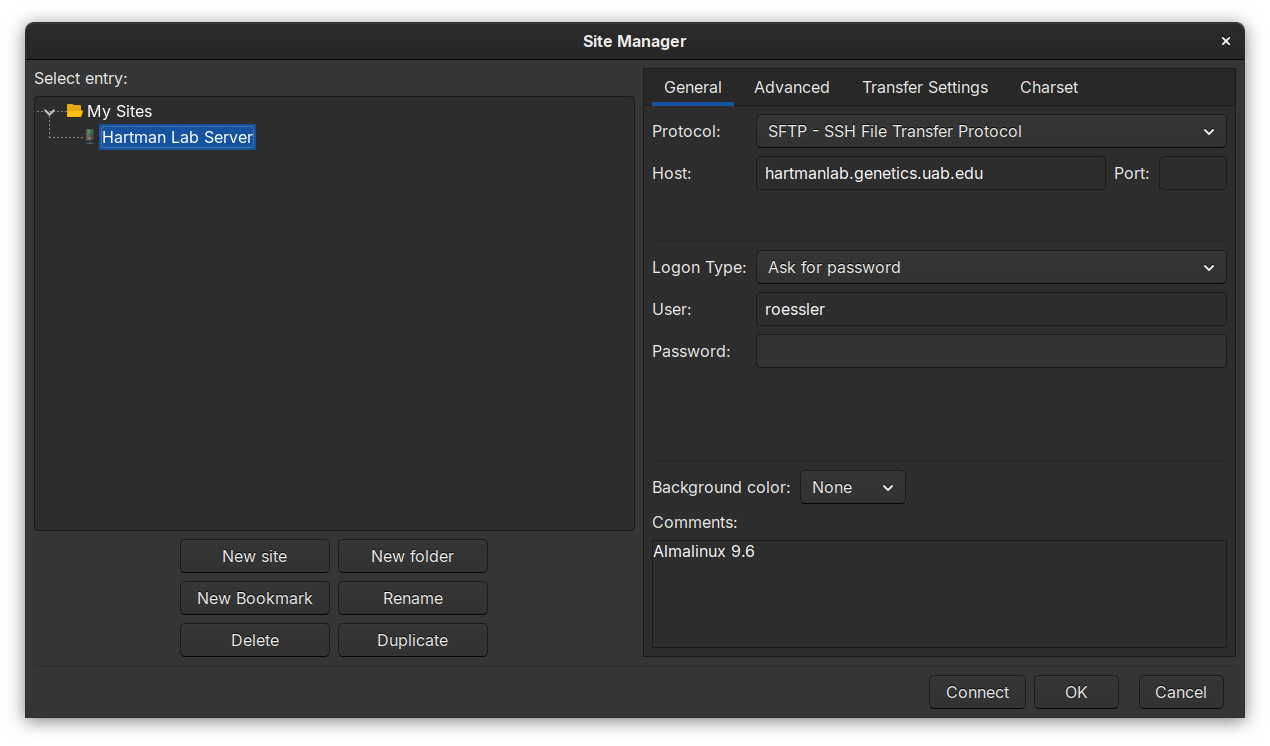 Site Manager
Select entry:
My Sites
Hartman Lab Server
New site New folder
New Bookmark Rename
Delete Duplicate
General Advanced Transfer Settings Charset
Protocol: SFTP - SSH File Transfer Protocol
Host: hartmanlab.genetics.uab.edu Port:
Logon Type: Ask for password
User: roessler
Password:
Background color: None
Comments:
Almalinux 9.6
Connect OK Cancel